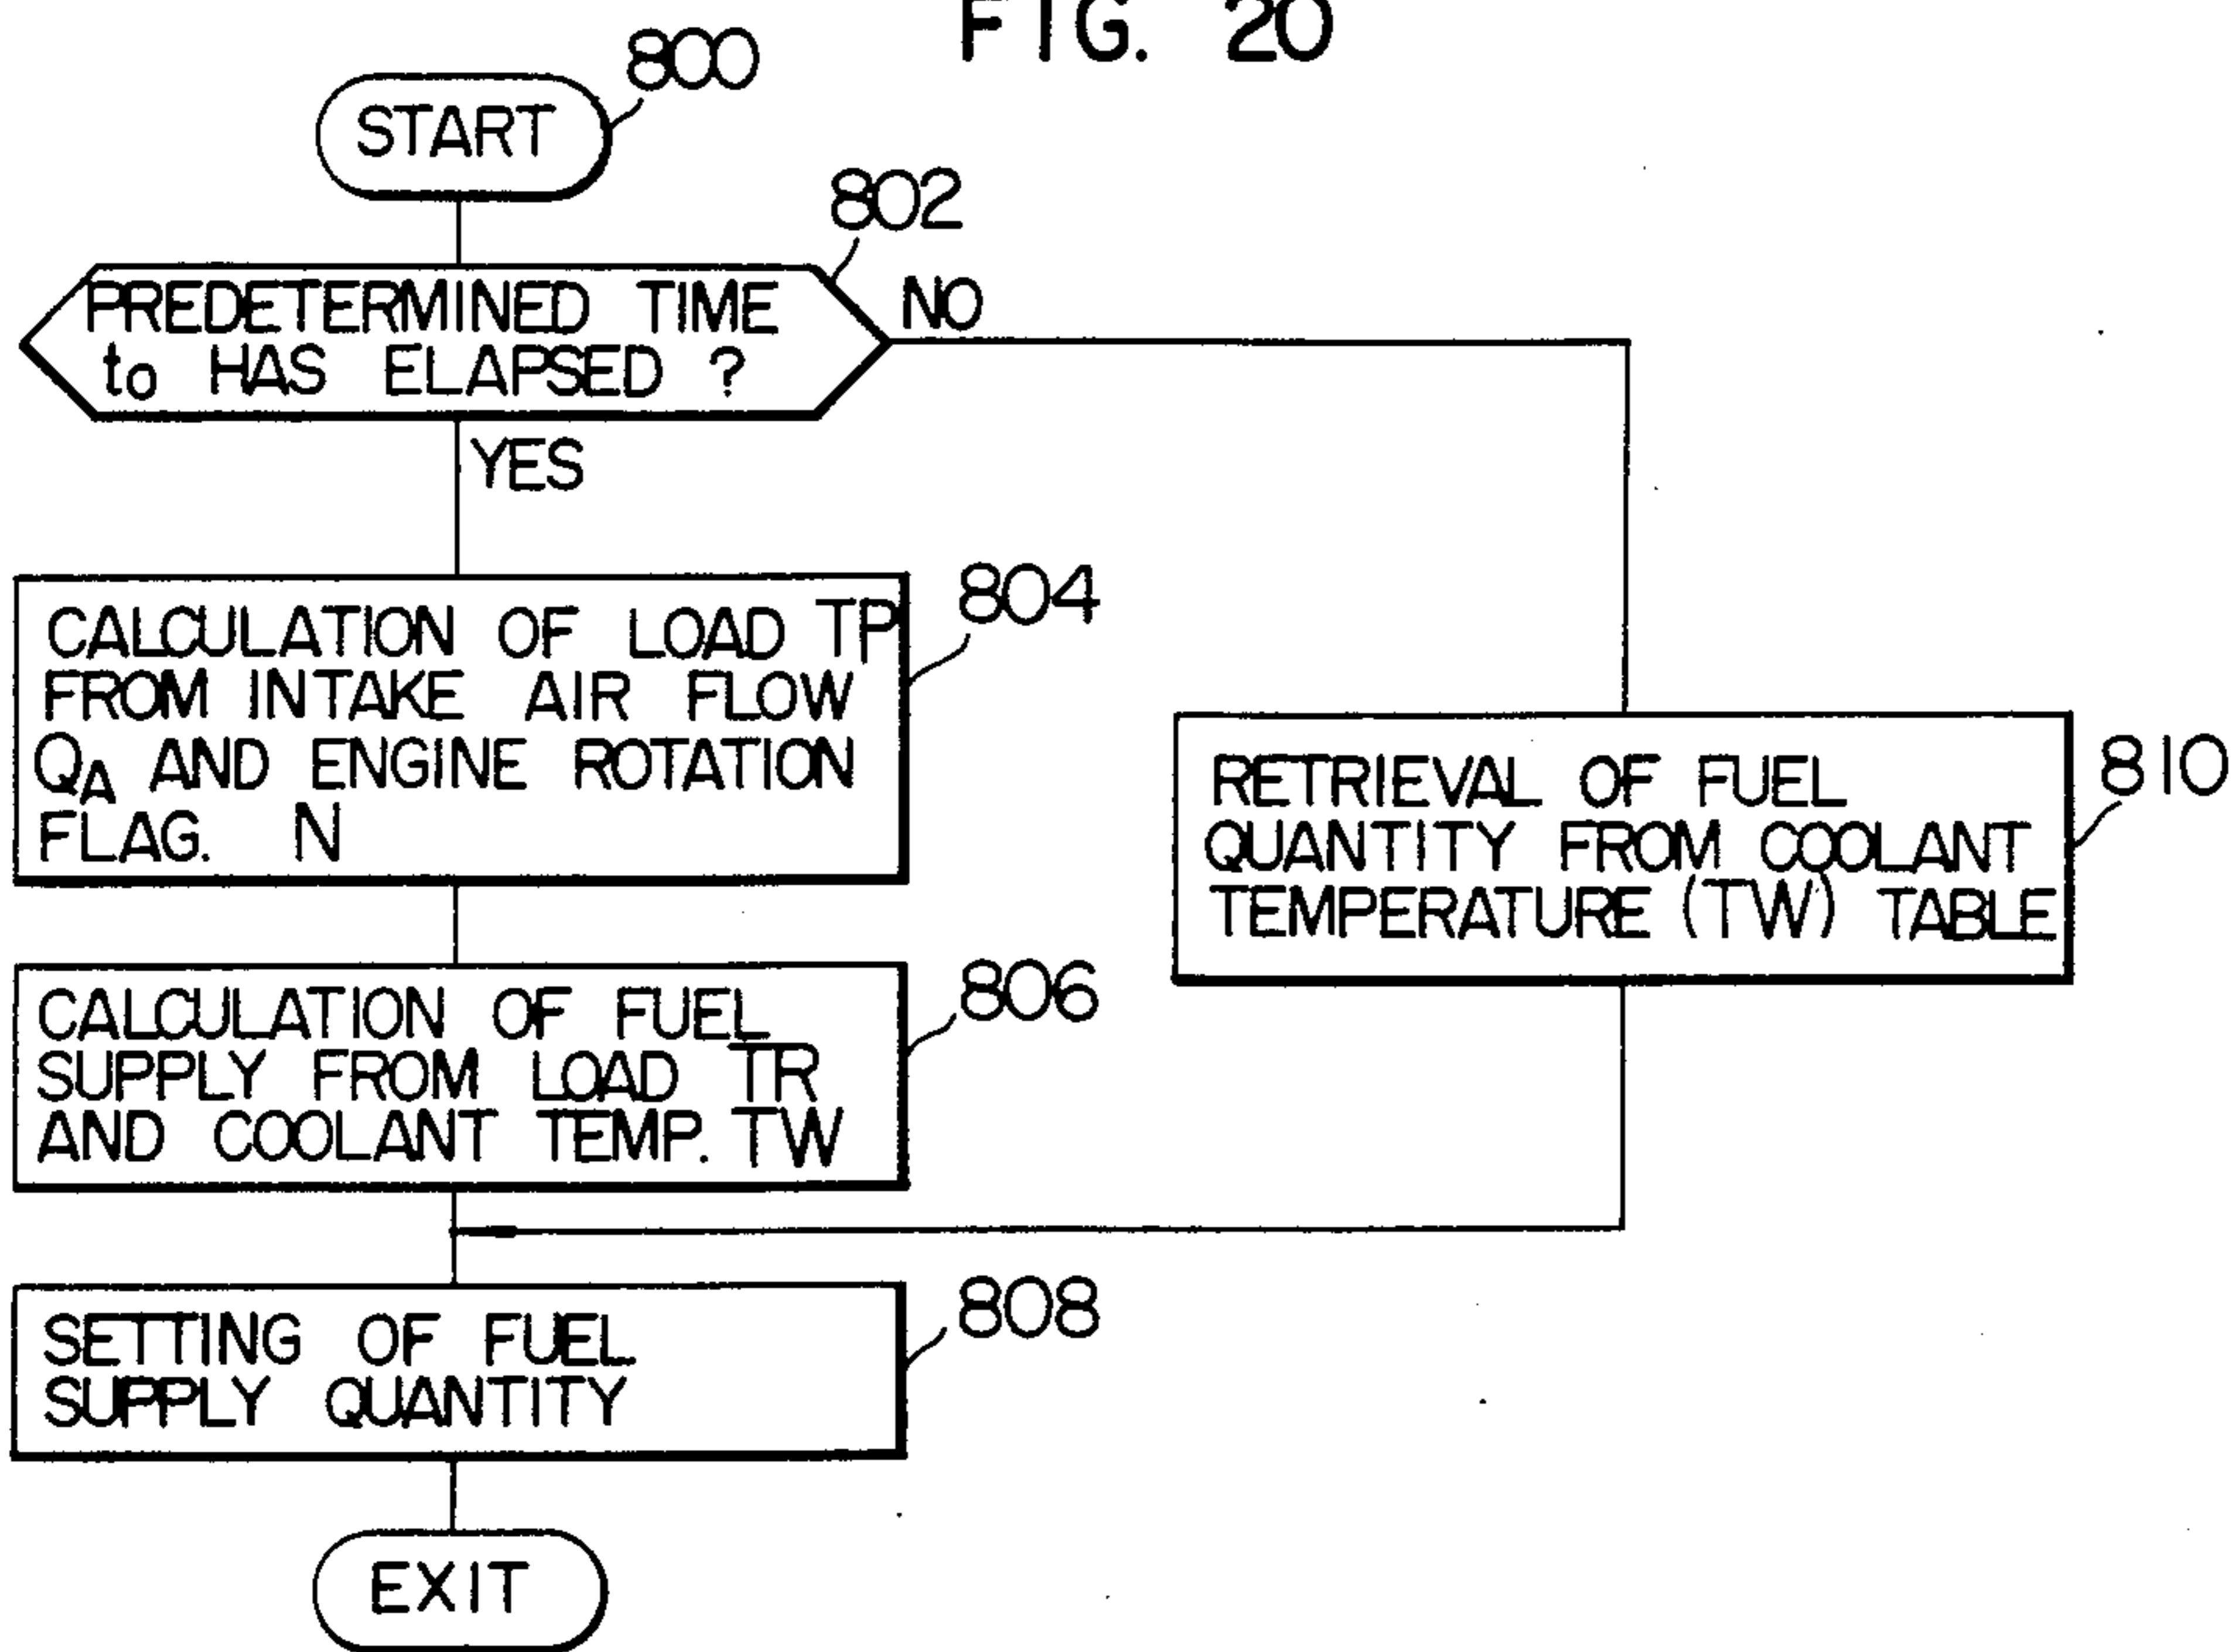 FIG. 20
START
800
802
PREDETERMINED TIME
to HAS ELAPSED ?
NO
YES
CALCULATION OF LOAD TP
FROM INTAKE AIR FLOW
QA AND ENGINE ROTATION
FLAG. N
804
RETRIEVAL OF FUEL
QUANTITY FROM COOLANT
TEMPERATURE (TW) TABLE
810
CALCULATION OF FUEL
SUPPLY FROM LOAD TR
AND COOLANT TEMP. TW
806
SETTING OF FUEL
SUPPLY QUANTITY
808
EXIT